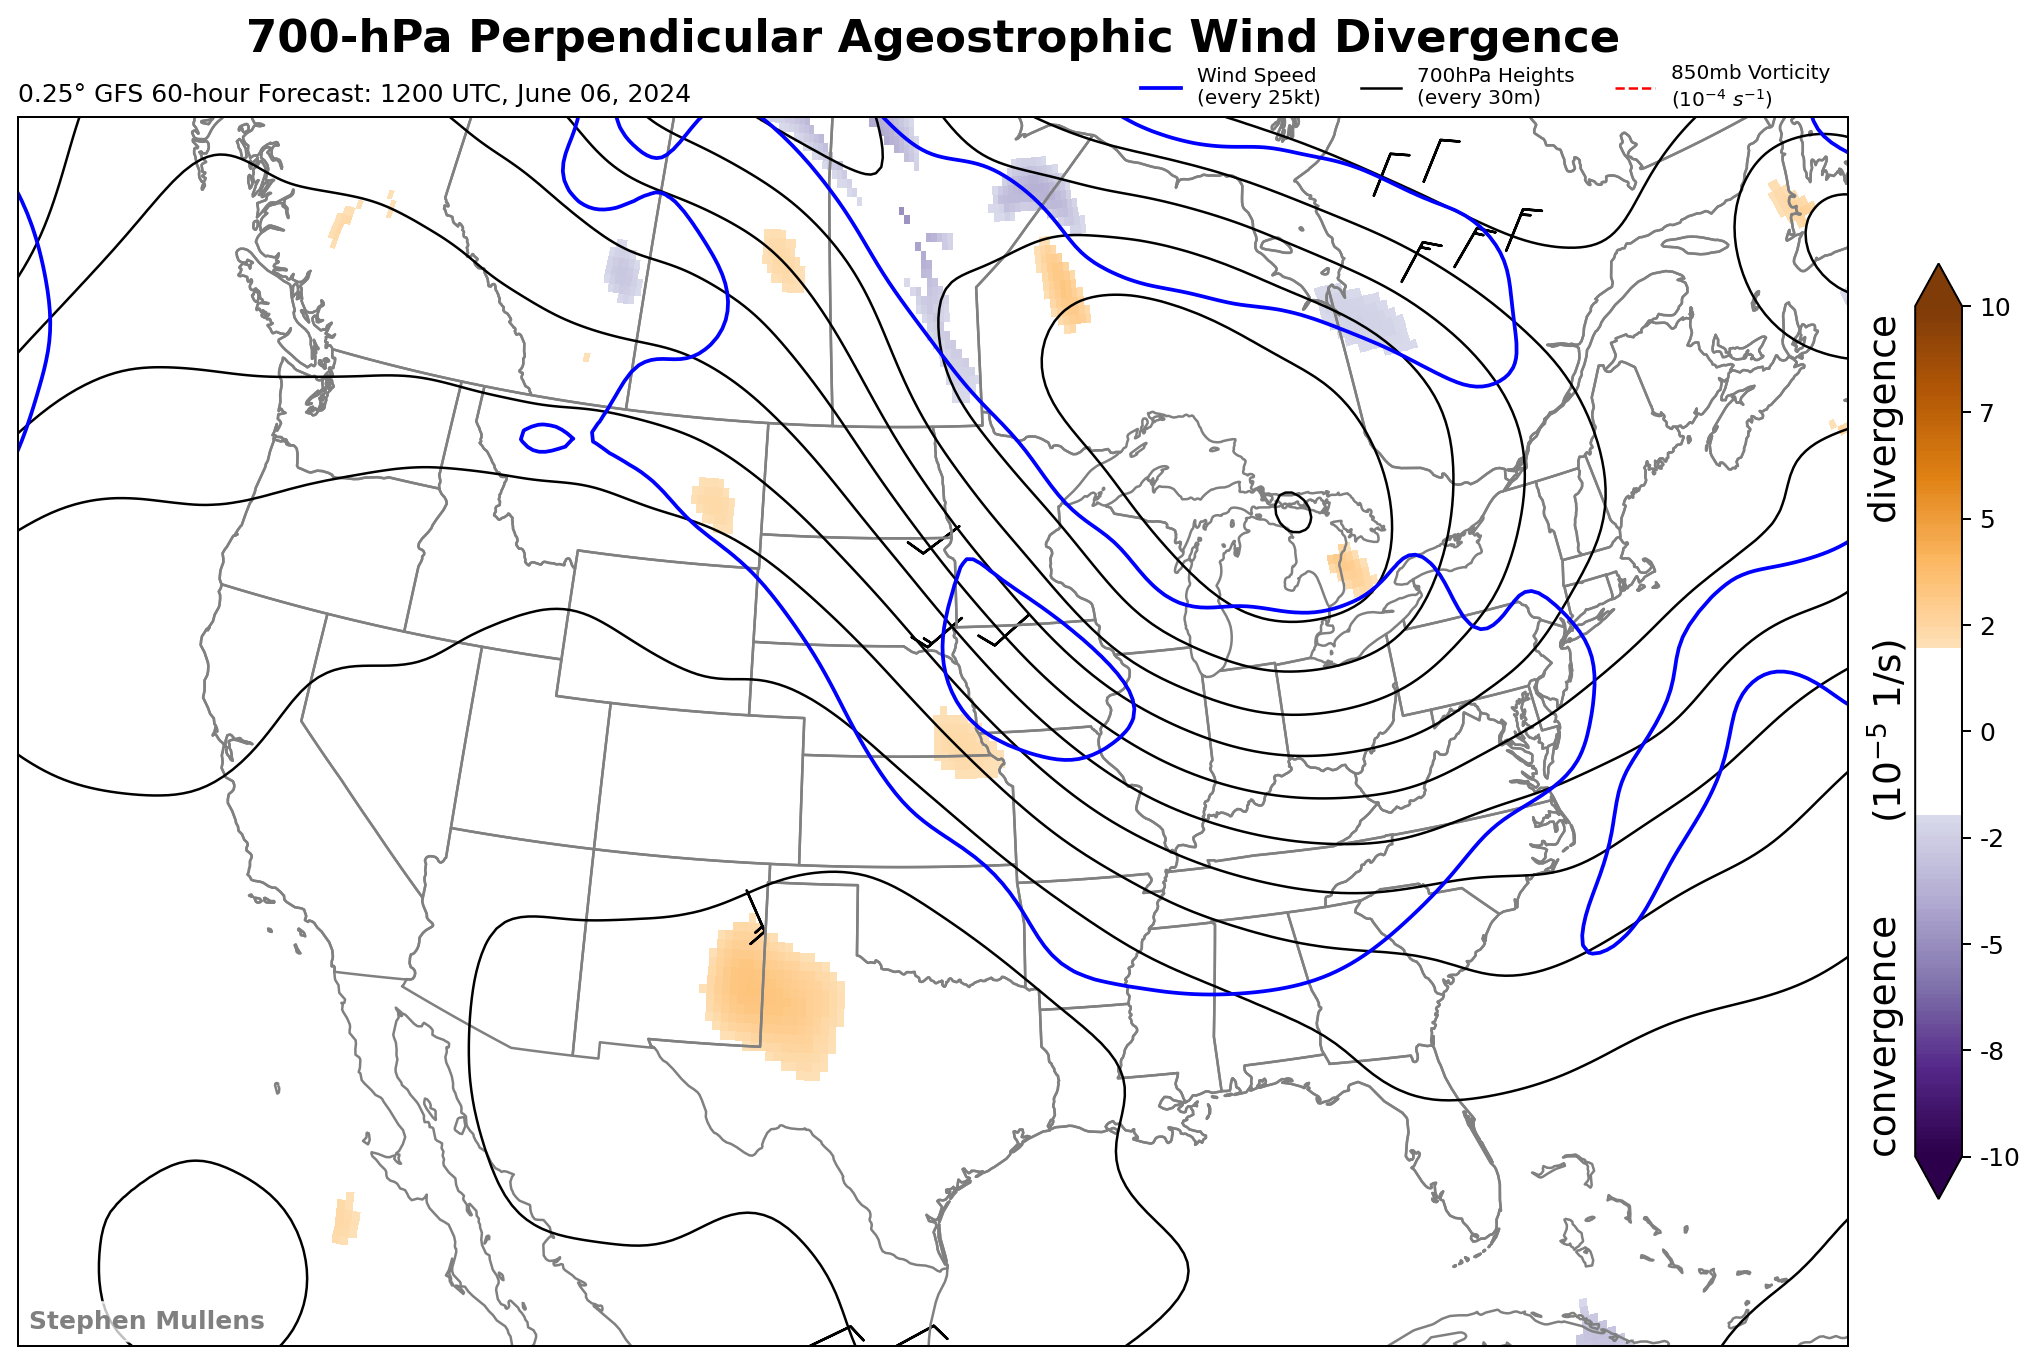 700-hPa Perpendicular Ageostrophic Wind Divergence
0.25° GFS 60-hour Forecast: 1200 UTC, June 06, 2024
Wind Speed
(every 25kt)
700hPa Heights
(every 30m)
850mb Vorticity
(10⁻⁴ s⁻¹)
10
7
5
2
0
-2
-5
-8
-10
convergence (10⁻⁵ 1/s) divergence
Stephen Mullens